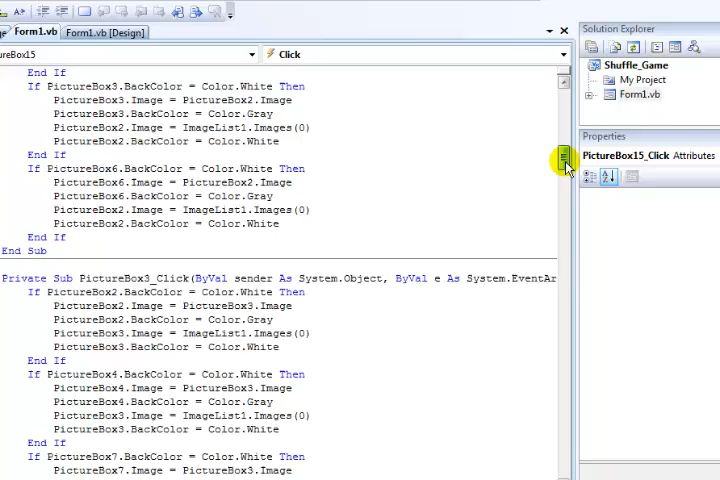 A
Form1.vb Form1.vb [Design]
ureBox15 Click
End If
If PictureBox3.BackColor = Color.White Then
PictureBox3.Image = PictureBox2.Image
PictureBox3.BackColor = Color.Gray
PictureBox2.Image = ImageList1.Images(0)
PictureBox2.BackColor = Color.White
End If
If PictureBox6.BackColor = Color.White Then
PictureBox6.Image = PictureBox2.Image
PictureBox6.BackColor = Color.Gray
PictureBox2.Image = ImageList1.Images(0)
PictureBox2.BackColor = Color.White
End If
End Sub
Private Sub PictureBox3_Click(ByVal sender As System.Object, ByVal e As System.EventAr
If PictureBox2.BackColor = Color.White Then
PictureBox2.Image = PictureBox3.Image
PictureBox2.BackColor = Color.Gray
PictureBox3.Image = ImageList1.Images(0)
PictureBox3.BackColor = Color.White
End If
If PictureBox4.BackColor = Color.White Then
PictureBox4.Image = PictureBox3.Image
PictureBox4.BackColor = Color.Gray
PictureBox3.Image = ImageList1.Images(0)
PictureBox3.BackColor = Color.White
End If
If PictureBox7.BackColor = Color.White Then
PictureBox7.Image = PictureBox3.Image
Solution Explorer
Shuffle_Game
My Project
Form1.vb
Properties
PictureBox15_Click Attributes